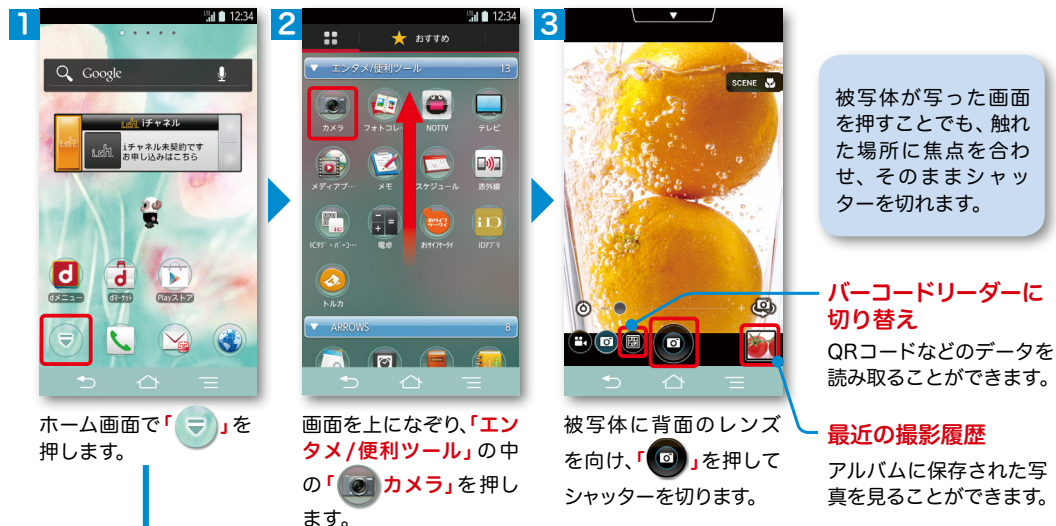 1
12:34
Google
i.ch. iチャネル
i.ch.
i.ch.
iチャネル未契約です
お申し込みはこちら
dメニュー
dマーケット
Playストア
ホーム画面で「 」を
押します。
2
12:34
おすすめ
エンタメ/便利ツール 13
カメラ
フォトコレ
NOTTV
テレビ
メディアプ…
メモ
スケジュール
赤外線
ICタグ・バーコ…
電卓
おサイフケータイ
iD
iDアプリ
トルカ
ARROWS 8
画面を上になぞり、「エン
タメ/便利ツール」の中
の「 カメラ」を押し
ます。
3
SCENE
被写体に背面のレンズ
を向け、「 」を押して
シャッターを切ります。
被写体が写った画面
を押すことでも、触れ
た場所に焦点を合わ
せ、そのままシャッ
ターを切れます。
バーコードリーダーに
切り替え
QRコードなどのデータを
読み取ることができます。
最近の撮影履歴
アルバムに保存された写
真を見ることができます。